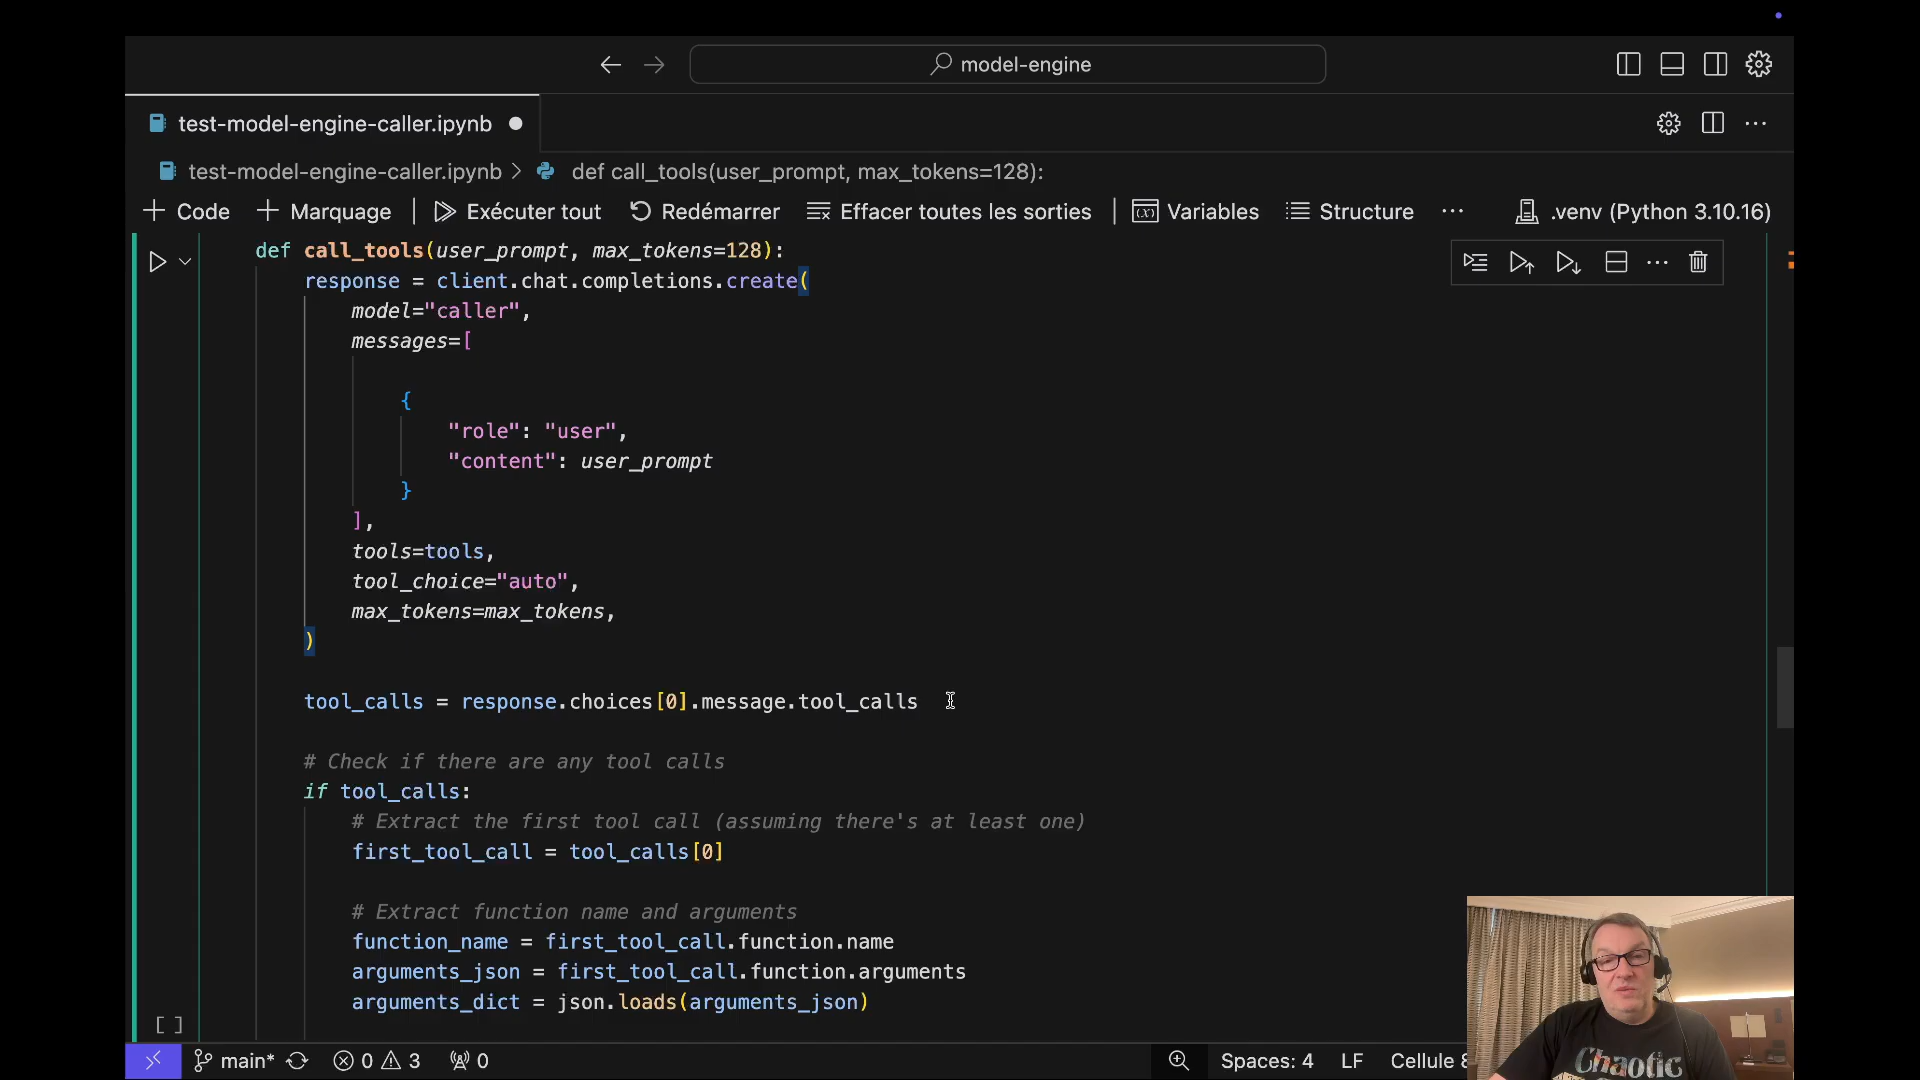 model-engine
test-model-engine-caller.ipynb
test-model-engine-caller.ipynb > def call_tools(user_prompt, max_tokens=128):
+ Code + Marquage | Exécuter tout Redémarrer Effacer toutes les sorties | Variables Structure ··· .venv (Python 3.10.16)
def call_tools(user_prompt, max_tokens=128):
response = client.chat.completions.create(
model="caller",
messages=[
{
"role": "user",
"content": user_prompt
}
],
tools=tools,
tool_choice="auto",
max_tokens=max_tokens,
)
tool_calls = response.choices[0].message.tool_calls
# Check if there are any tool calls
if tool_calls:
# Extract the first tool call (assuming there's at least one)
first_tool_call = tool_calls[0]
# Extract function name and arguments
function_name = first_tool_call.function.name
arguments_json = first_tool_call.function.arguments
arguments_dict = json.loads(arguments_json)
[ ]
main* 0 3 0 Spaces: 4 LF Cellule 8
Chaotic